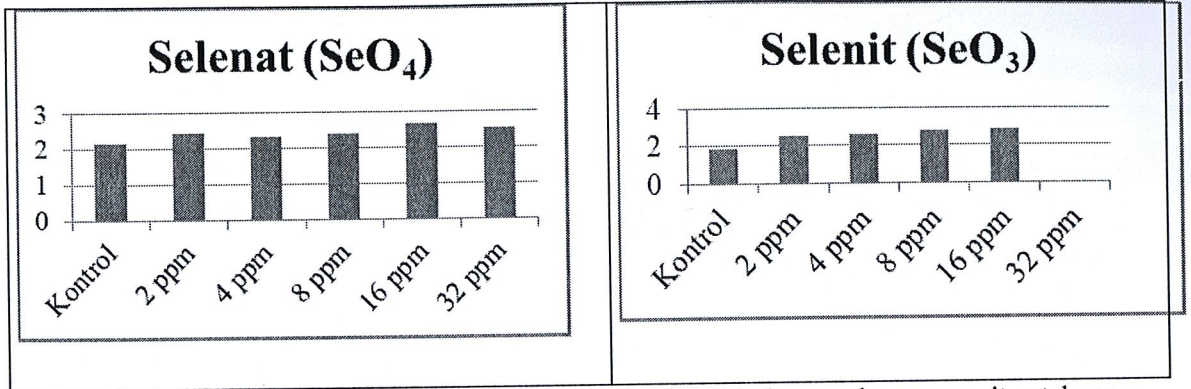 Selenat (SeO₄)
3
2
1
0
Kontrol
2 ppm
4 ppm
8 ppm
16 ppm
32 ppm
Selenit (SeO₃)
4
2
0
Kontrol
2 ppm
4 ppm
8 ppm
16 ppm
32 ppm